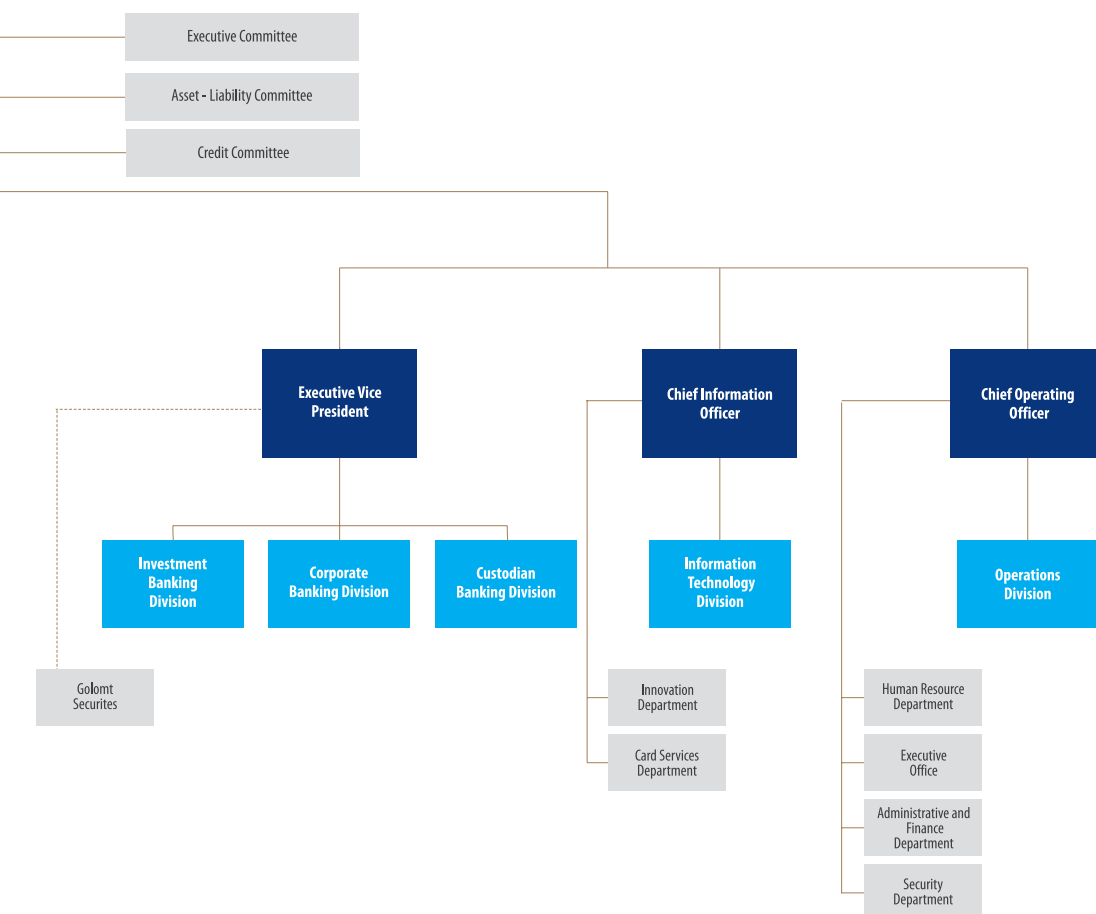 Executive Committee
Asset - Liability Committee
Credit Committee
Executive Vice
President
Chief Information
Officer
Chief Operating
Officer
Investment
Banking
Division
Corporate
Banking Division
Custodian
Banking Division
Information
Technology
Division
Operations
Division
Golomt
Securites
Innovation
Department
Card Services
Department
Human Resource
Department
Executive
Office
Administrative and
Finance
Department
Security
Department